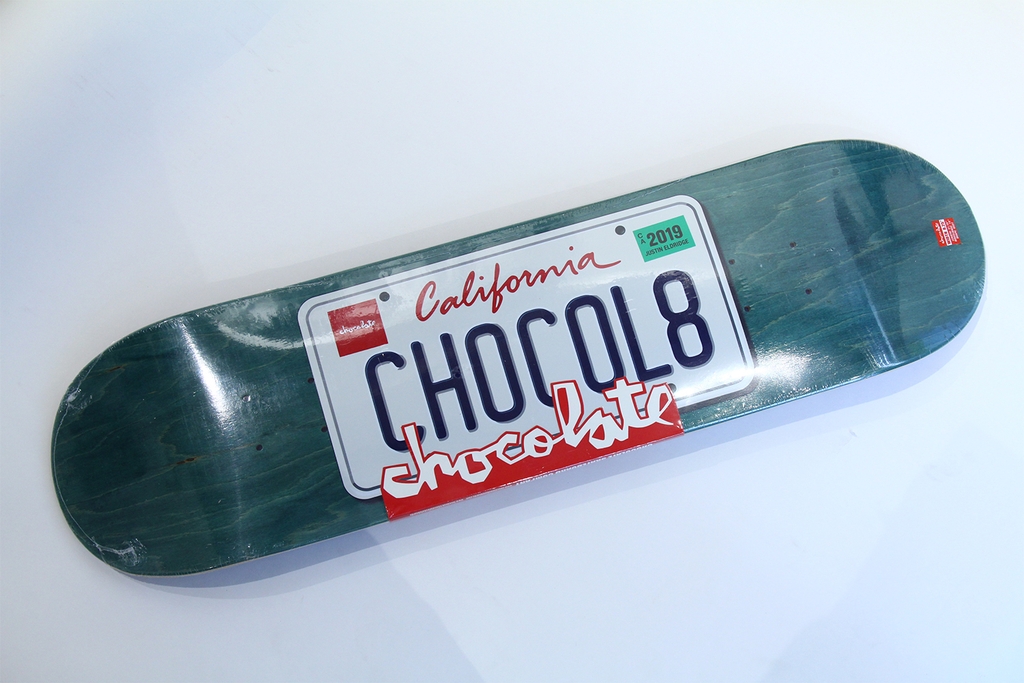 California
CA 2019
JUSTIN ELDRIDGE
chocolate
CHOCOL8
chocolate